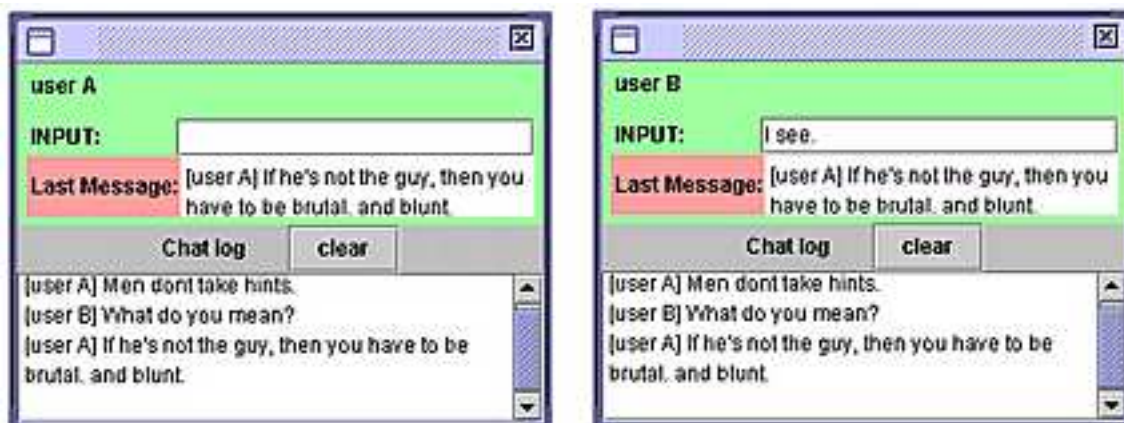 user A
INPUT:
Last Message:
[user A] If he's not the guy, then you
have to be brutal. and blunt.
Chat log
clear
[user A] Men dont take hints.
[user B] What do you mean?
[user A] If he's not the guy, then you have to be
brutal. and blunt.
user B
INPUT:
I see.
Last Message:
[user A] If he's not the guy, then you
have to be brutal. and blunt.
Chat log
clear
[user A] Men dont take hints.
[user B] What do you mean?
[user A] If he's not the guy, then you have to be
brutal. and blunt.